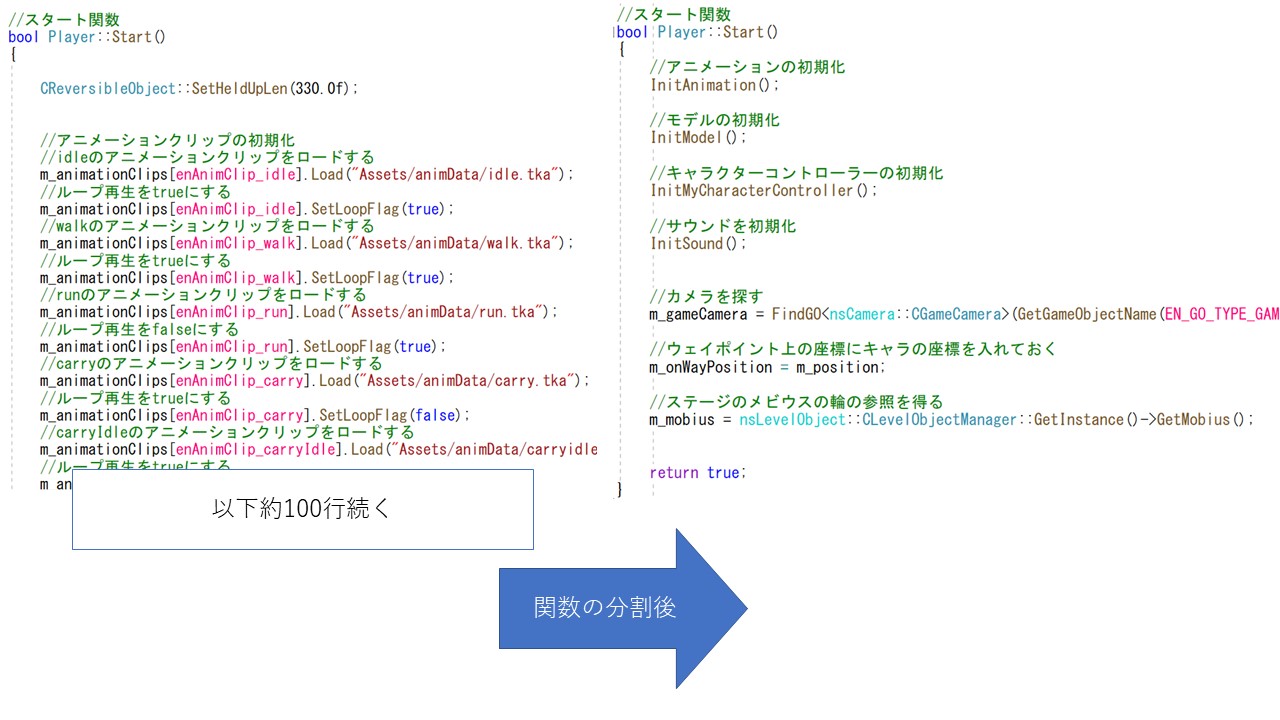 //スタート関数
bool Player::Start()
{
CReversibleObject::SetHeldUpLen(330.0f);
//アニメーションクリップの初期化
//idleのアニメーションクリップをロードする
m_animationClips[enAnimClip_idle].Load("Assets/animData/idle.tka");
//ループ再生をtrueにする
m_animationClips[enAnimClip_idle].SetLoopFlag(true);
//walkのアニメーションクリップをロードする
m_animationClips[enAnimClip_walk].Load("Assets/animData/walk.tka");
//ループ再生をtrueにする
m_animationClips[enAnimClip_walk].SetLoopFlag(true);
//runのアニメーションクリップをロードする
m_animationClips[enAnimClip_run].Load("Assets/animData/run.tka");
//ループ再生をfalseにする
m_animationClips[enAnimClip_run].SetLoopFlag(true);
//carryのアニメーションクリップをロードする
m_animationClips[enAnimClip_carry].Load("Assets/animData/carry.tka");
//ループ再生をtrueにする
m_animationClips[enAnimClip_carry].SetLoopFlag(false);
//carryIdleのアニメーションクリップをロードする
m_animationClips[enAnimClip_carryIdle].Load("Assets/animData/carryidle
//ループ再生をtrueにする
m_an
以下約100行続く
関数の分割後
//スタート関数
bool Player::Start()
{
//アニメーションの初期化
InitAnimation();
//モデルの初期化
InitModel();
//キャラクターコントローラーの初期化
InitMyCharacterController();
//サウンドを初期化
InitSound();
//カメラを探す
m_gameCamera = FindGO<nsCamera::CGameCamera>(GetGameObjectName(EN_GO_TYPE_GAM
//ウェイポイント上の座標にキャラの座標を入れておく
m_onWayPosition = m_position;
//ステージのメビウスの輪の参照を得る
m_mobius = nsLevelObject::CLevelObjectManager::GetInstance()->GetMobius();
return true;
}